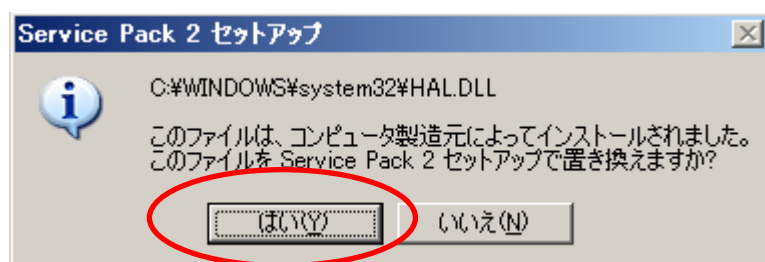 Service Pack 2 セットアップ
C:¥WINDOWS¥system32¥HAL.DLL
このファイルは、コンピュータ製造元によってインストールされました。
このファイルを Service Pack 2 セットアップで置き換えますか?
はい(Y) いいえ(N)